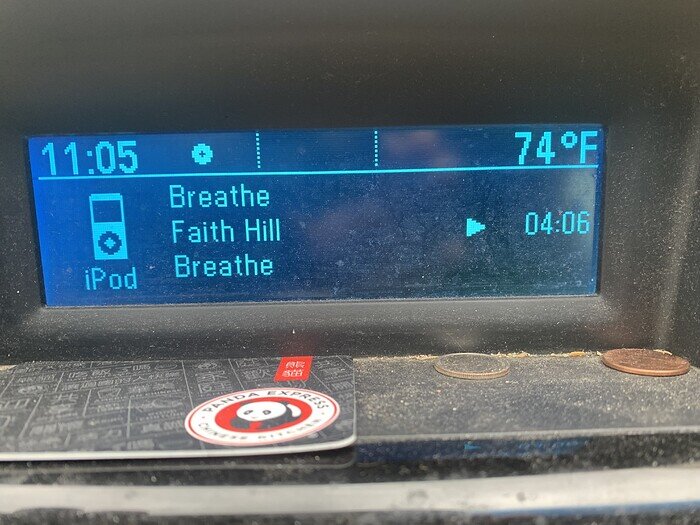 11:05 74°F
Breathe
Faith Hill 04:06
Breathe
iPod
PANDA EXPRESS
CHINESE KITCHEN